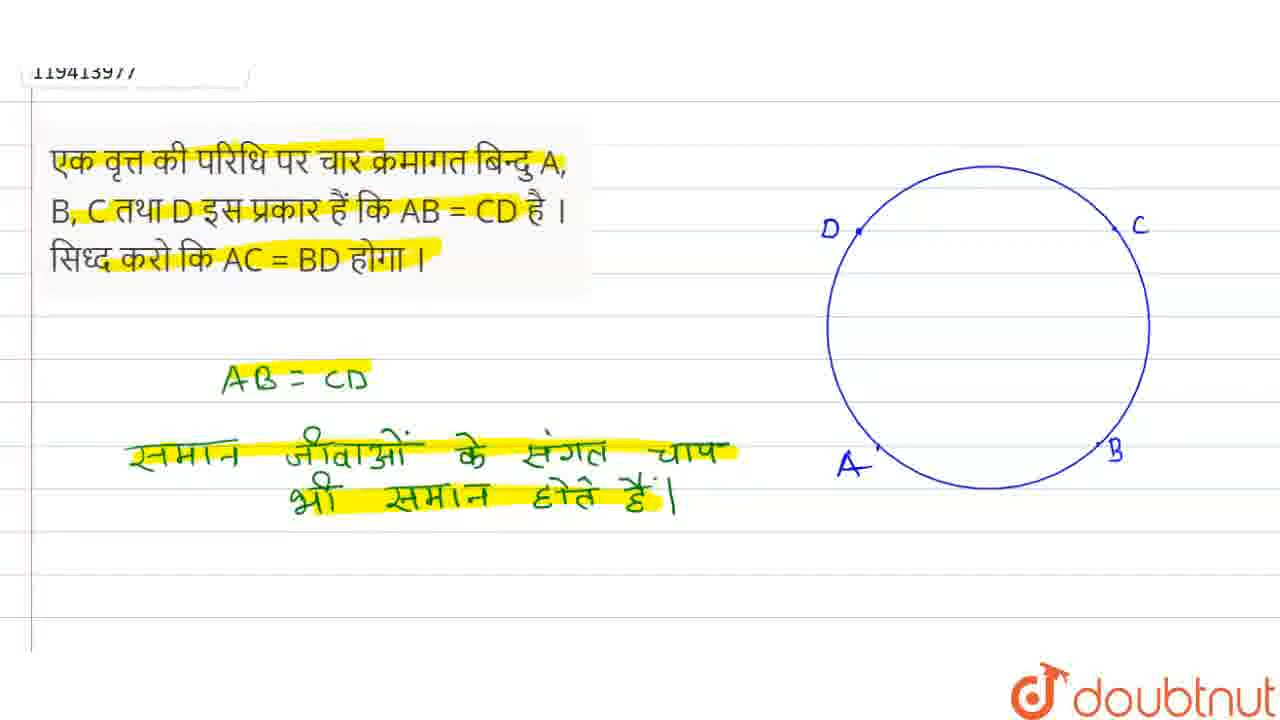 119413977
एक वृत्त की परिधि पर चार क्रमागत बिन्दु A,
B, C तथा D इस प्रकार हैं कि AB = CD है ।
सिध्द करो कि AC = BD होगा ।
D
C
AB = CD
समान जीवाओं के संगत चाप
भी समान होते हैं।
A
B
doubtnut